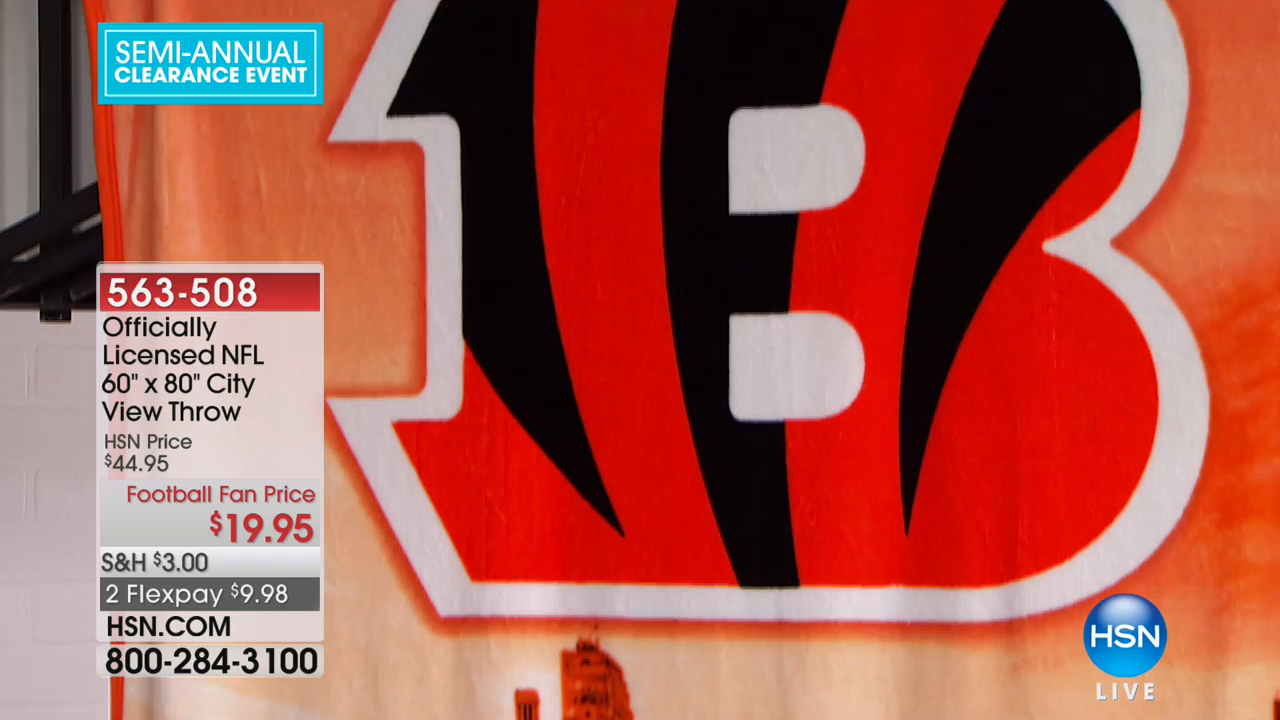 SEMI-ANNUAL
CLEARANCE EVENT
563-508
Officially
Licensed NFL
60" x 80" City
View Throw
HSN Price
$44.95
Football Fan Price
$19.95
S&H $3.00
2 Flexpay $9.98
HSN.COM
800-284-3100
B
HSN
LIVE